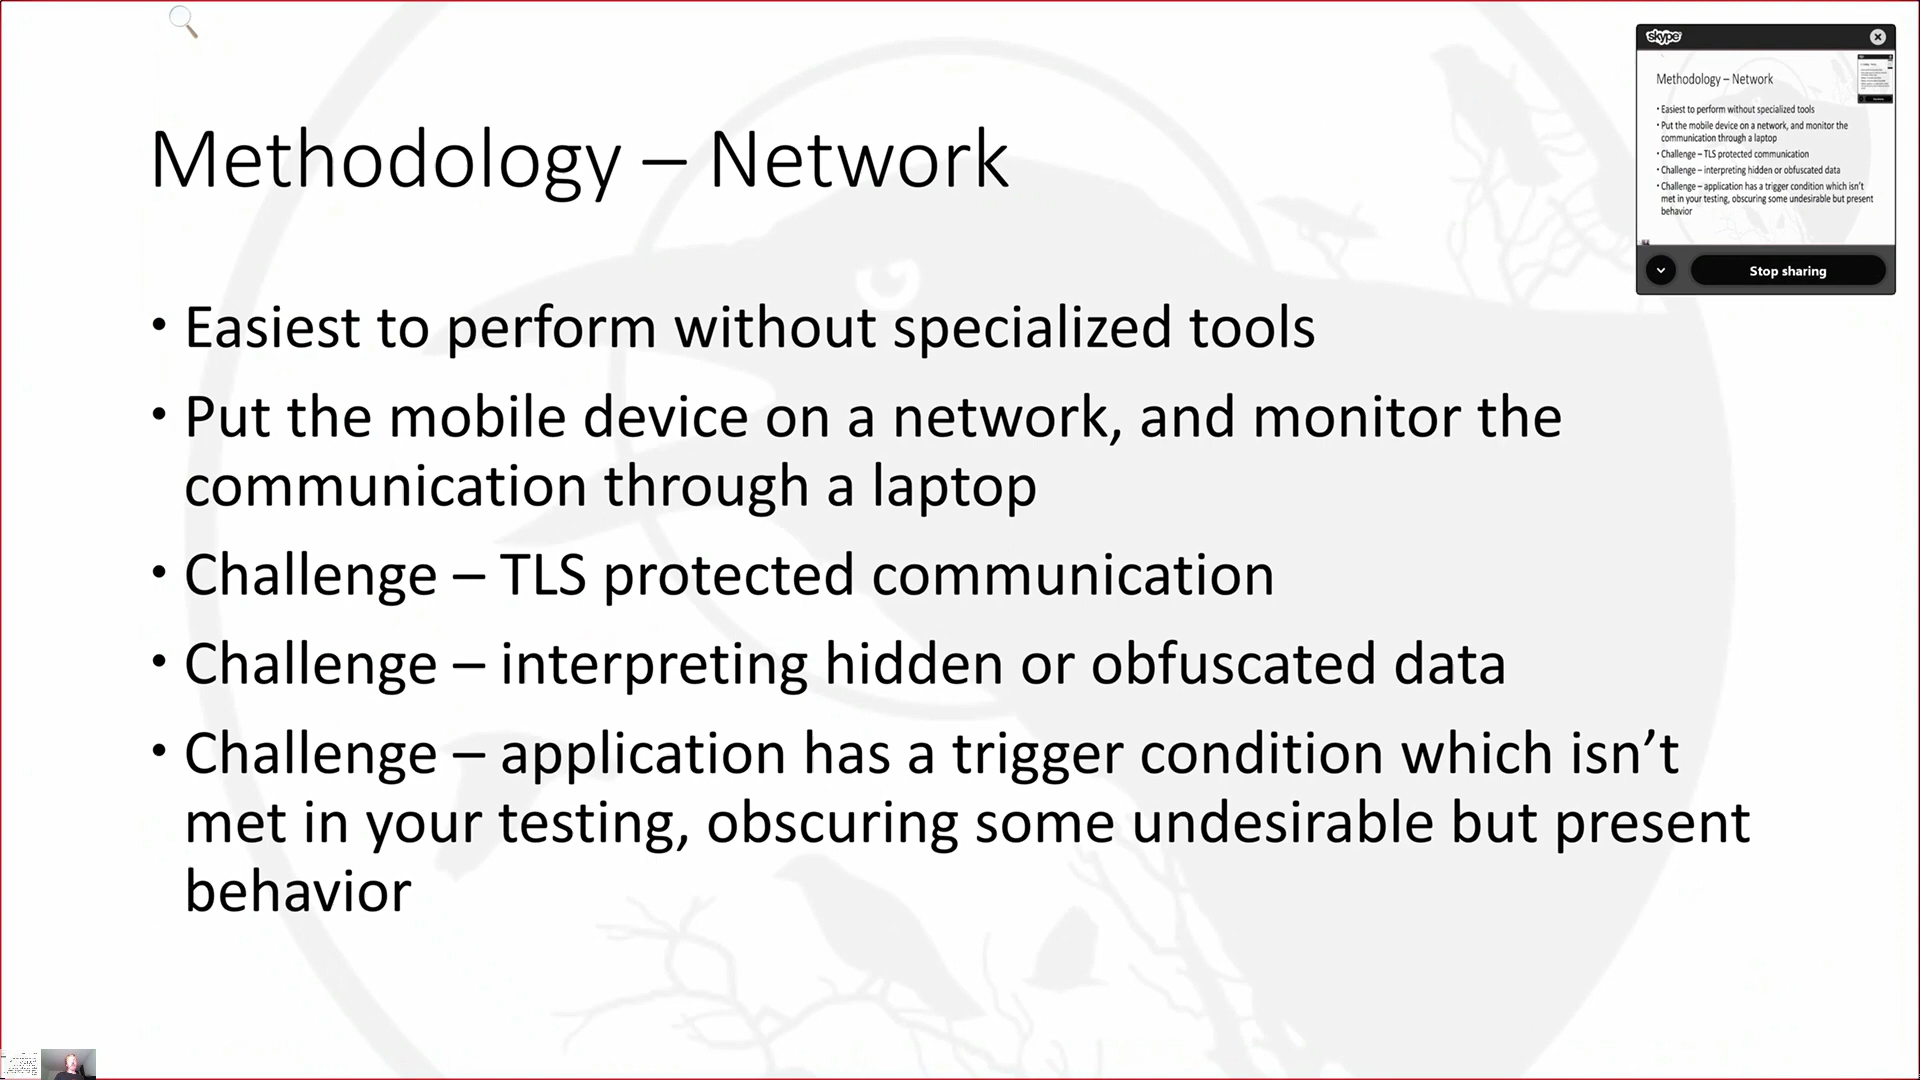 Methodology – Network
• Easiest to perform without specialized tools
• Put the mobile device on a network, and monitor the
communication through a laptop
• Challenge – TLS protected communication
• Challenge – interpreting hidden or obfuscated data
• Challenge – application has a trigger condition which isn’t
met in your testing, obscuring some undesirable but present
behavior
skype
Methodology – Network
• Easiest to perform without specialized tools
• Put the mobile device on a network, and monitor the
communication through a laptop
• Challenge – TLS protected communication
• Challenge – interpreting hidden or obfuscated data
• Challenge – application has a trigger condition which isn’t
met in your testing, obscuring some undesirable but present
behavior
Stop sharing